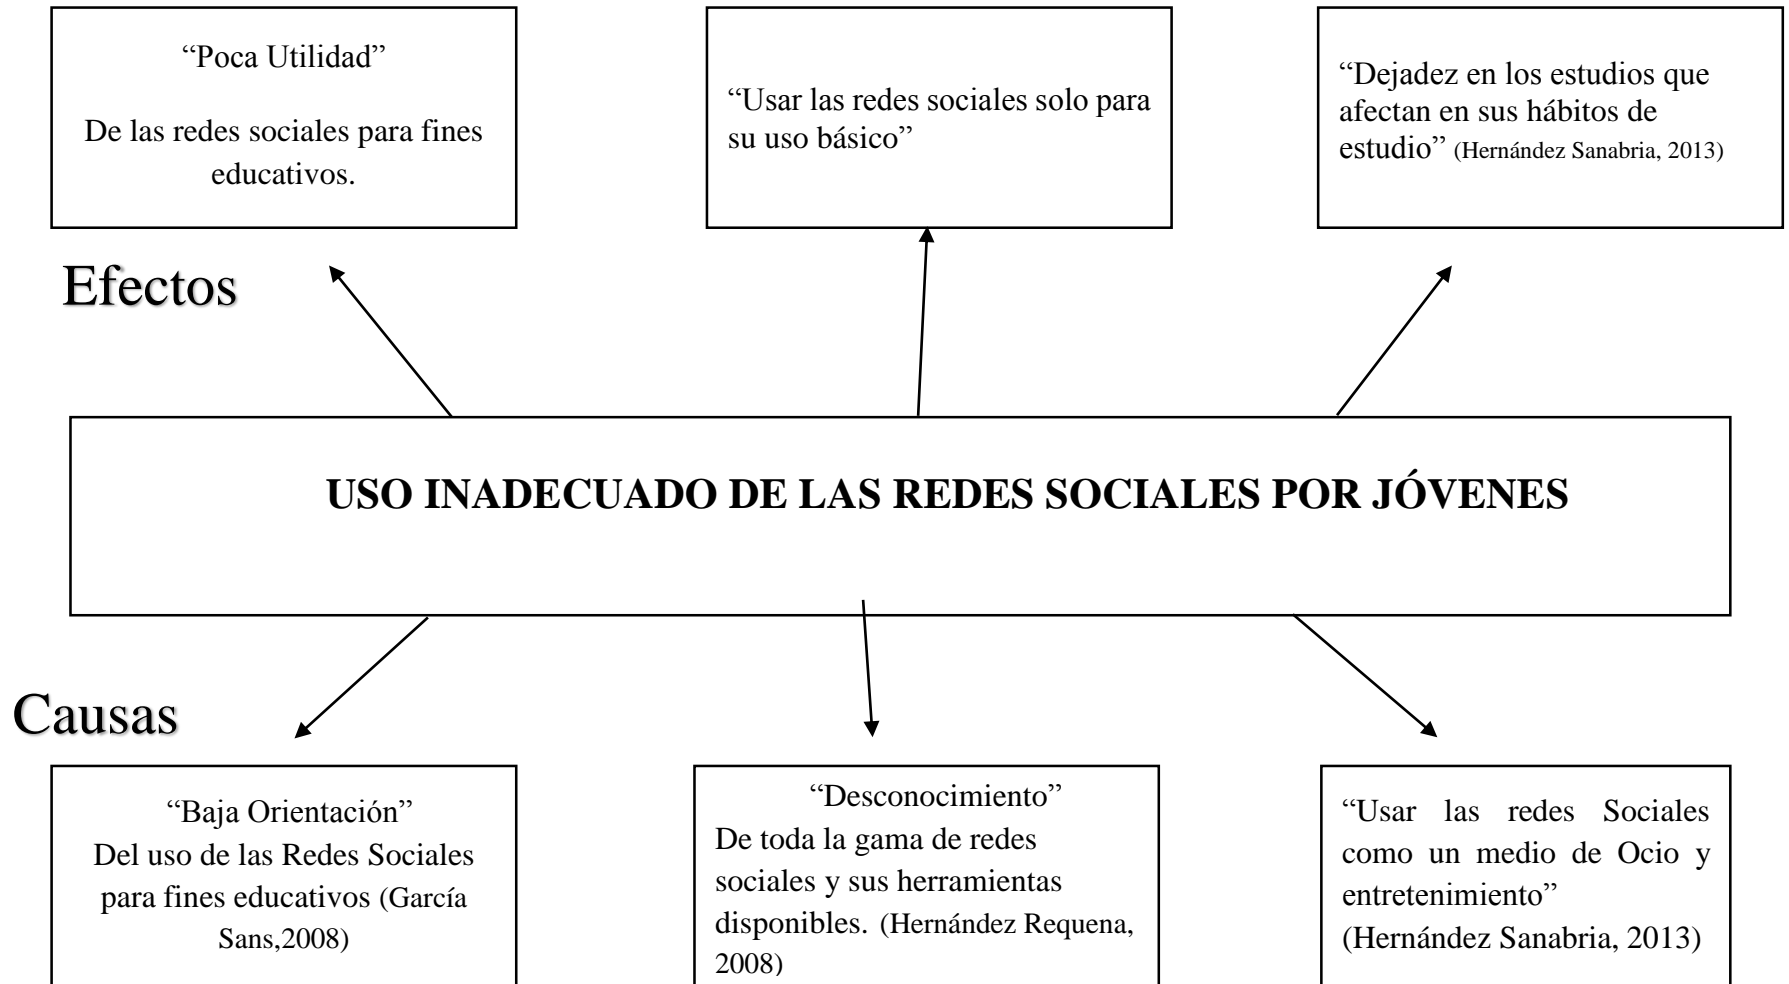 “Poca Utilidad”
De las redes sociales para fines
educativos.
“Usar las redes sociales solo para
su uso básico”
“Dejadez en los estudios que
afectan en sus hábitos de
estudio” (Hernández Sanabria, 2013)
Efectos
USO INADECUADO DE LAS REDES SOCIALES POR JÓVENES
Causas
“Baja Orientación”
Del uso de las Redes Sociales
para fines educativos (García
Sans,2008)
“Desconocimiento”
De toda la gama de redes
sociales y sus herramientas
disponibles. (Hernández Requena,
2008)
“Usar las redes Sociales
como un medio de Ocio y
entretenimiento”
(Hernández Sanabria, 2013)